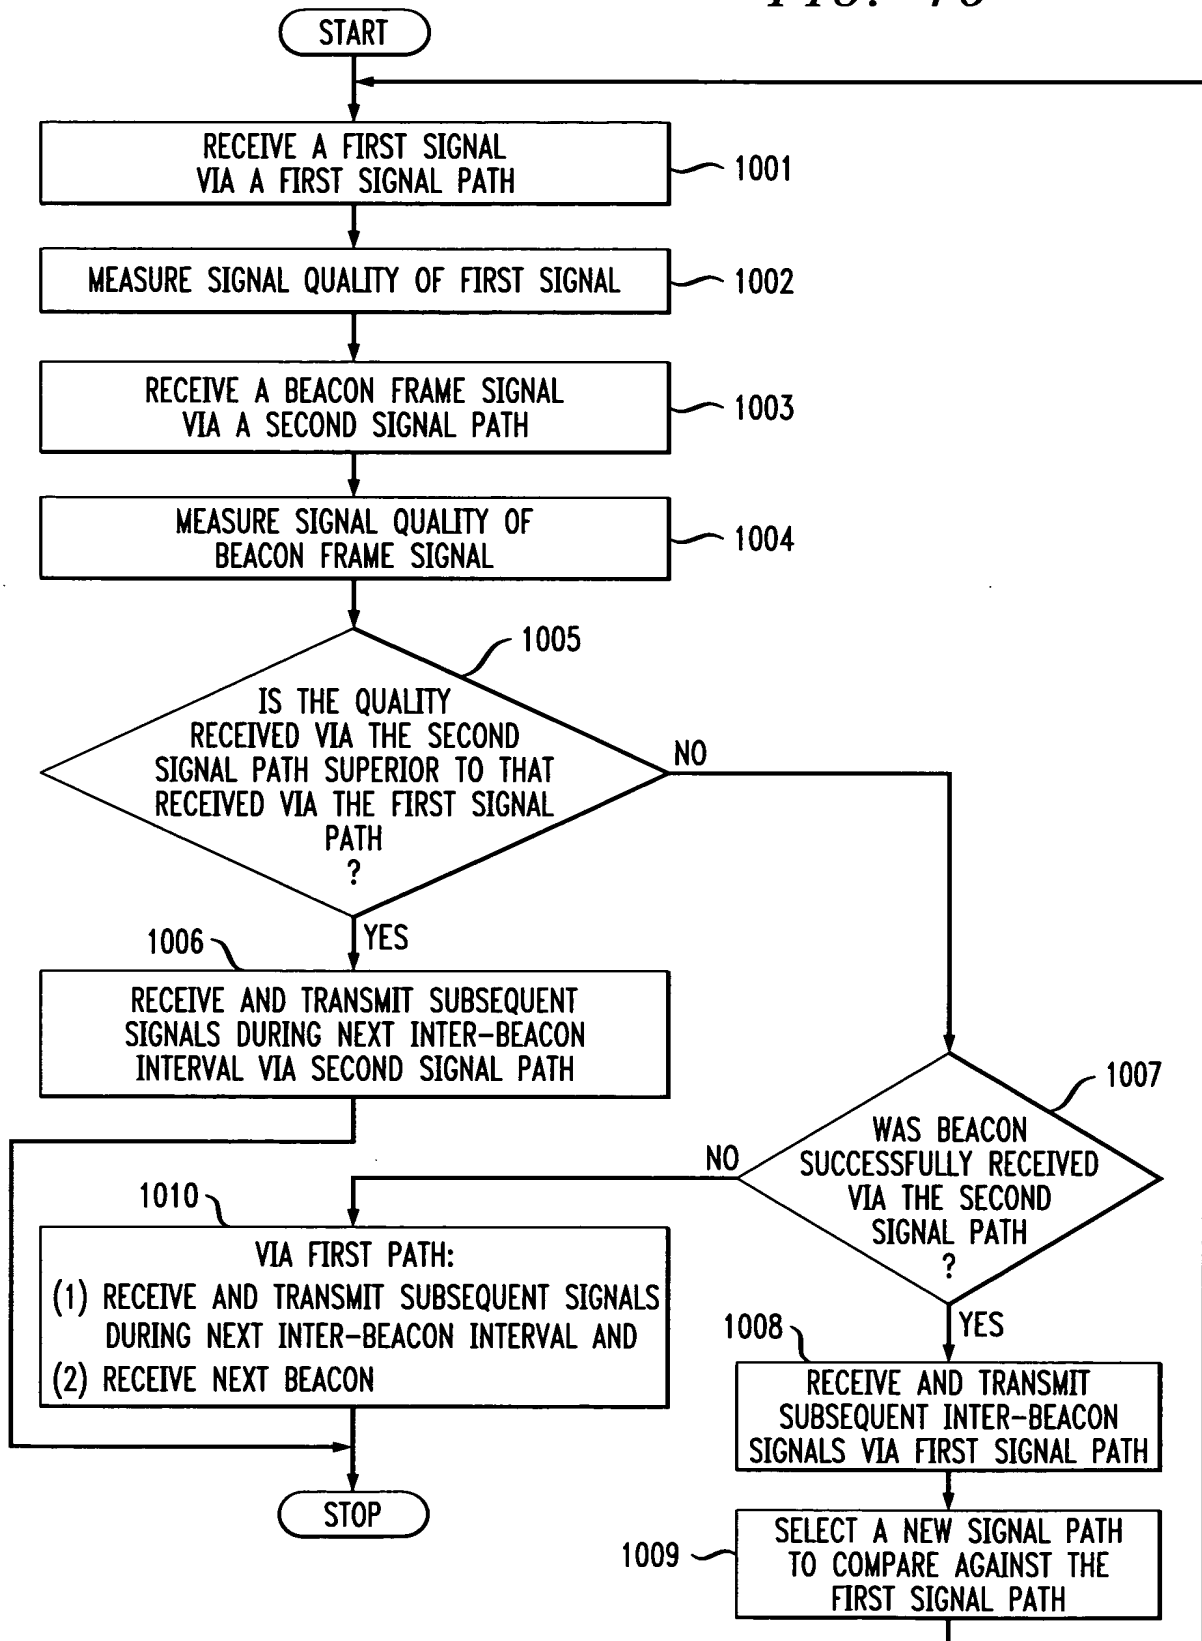 START
RECEIVE A FIRST SIGNAL
VIA A FIRST SIGNAL PATH
1001
MEASURE SIGNAL QUALITY OF FIRST SIGNAL
1002
RECEIVE A BEACON FRAME SIGNAL
VIA A SECOND SIGNAL PATH
1003
MEASURE SIGNAL QUALITY OF
BEACON FRAME SIGNAL
1004
1005
IS THE QUALITY
RECEIVED VIA THE SECOND
SIGNAL PATH SUPERIOR TO THAT
RECEIVED VIA THE FIRST SIGNAL
PATH
?
NO
YES
1006
RECEIVE AND TRANSMIT SUBSEQUENT
SIGNALS DURING NEXT INTER-BEACON
INTERVAL VIA SECOND SIGNAL PATH
1007
WAS BEACON
SUCCESSFULLY RECEIVED
VIA THE SECOND
SIGNAL PATH
?
NO
YES
1010
VIA FIRST PATH:
(1) RECEIVE AND TRANSMIT SUBSEQUENT SIGNALS
DURING NEXT INTER-BEACON INTERVAL AND
(2) RECEIVE NEXT BEACON
1008
RECEIVE AND TRANSMIT
SUBSEQUENT INTER-BEACON
SIGNALS VIA FIRST SIGNAL PATH
STOP
1009
SELECT A NEW SIGNAL PATH
TO COMPARE AGAINST THE
FIRST SIGNAL PATH